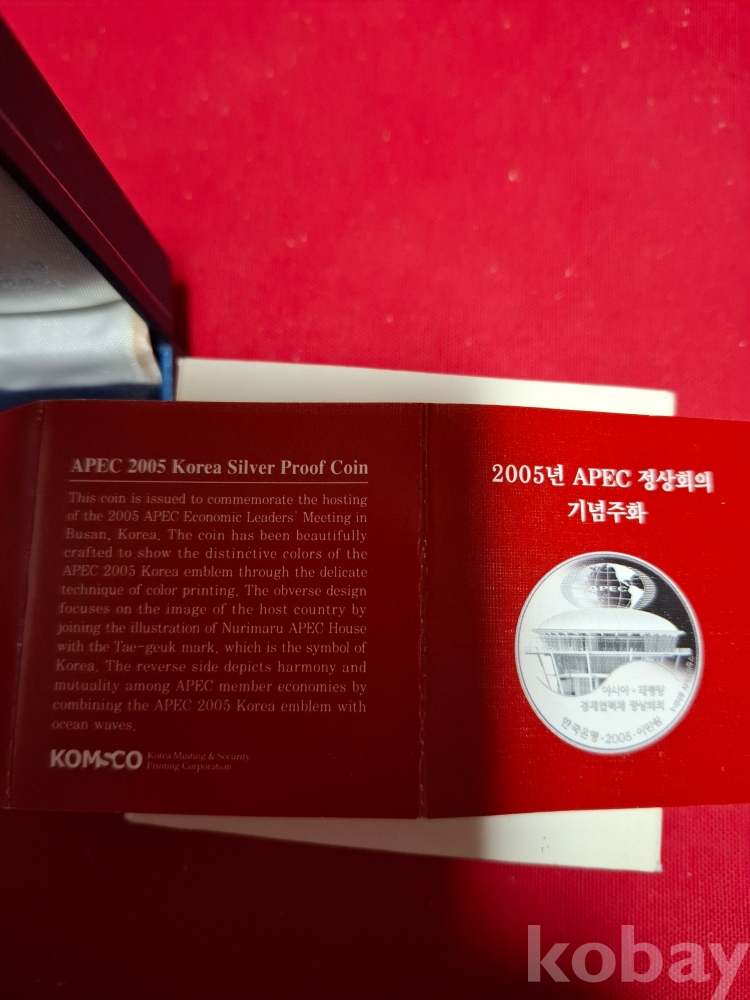 APEC 2005 Korea Silver Proof Coin
This coin is issued to commemorate the hosting
of the 2005 APEC Economic Leaders' Meeting in
Busan, Korea. The coin has been beautifully
crafted to show the distinctive colors of the
APEC 2005 Korea emblem through the delicate
technique of color printing. The obverse design
focuses on the image of the host country by
joining the illustration of Nurimaru APEC House
with the Tae-geuk mark, which is the symbol of
Korea. The reverse side depicts harmony and
mutuality among APEC member economies by
combining the APEC 2005 Korea emblem with
ocean waves.
KOMSCO Korea Minting & Security
Printing Corporation
2005년 APEC 정상회의
기념주화
APEC
아시아·태평양
경제협력체 정상회의
한국은행·2005·이만원
kobay